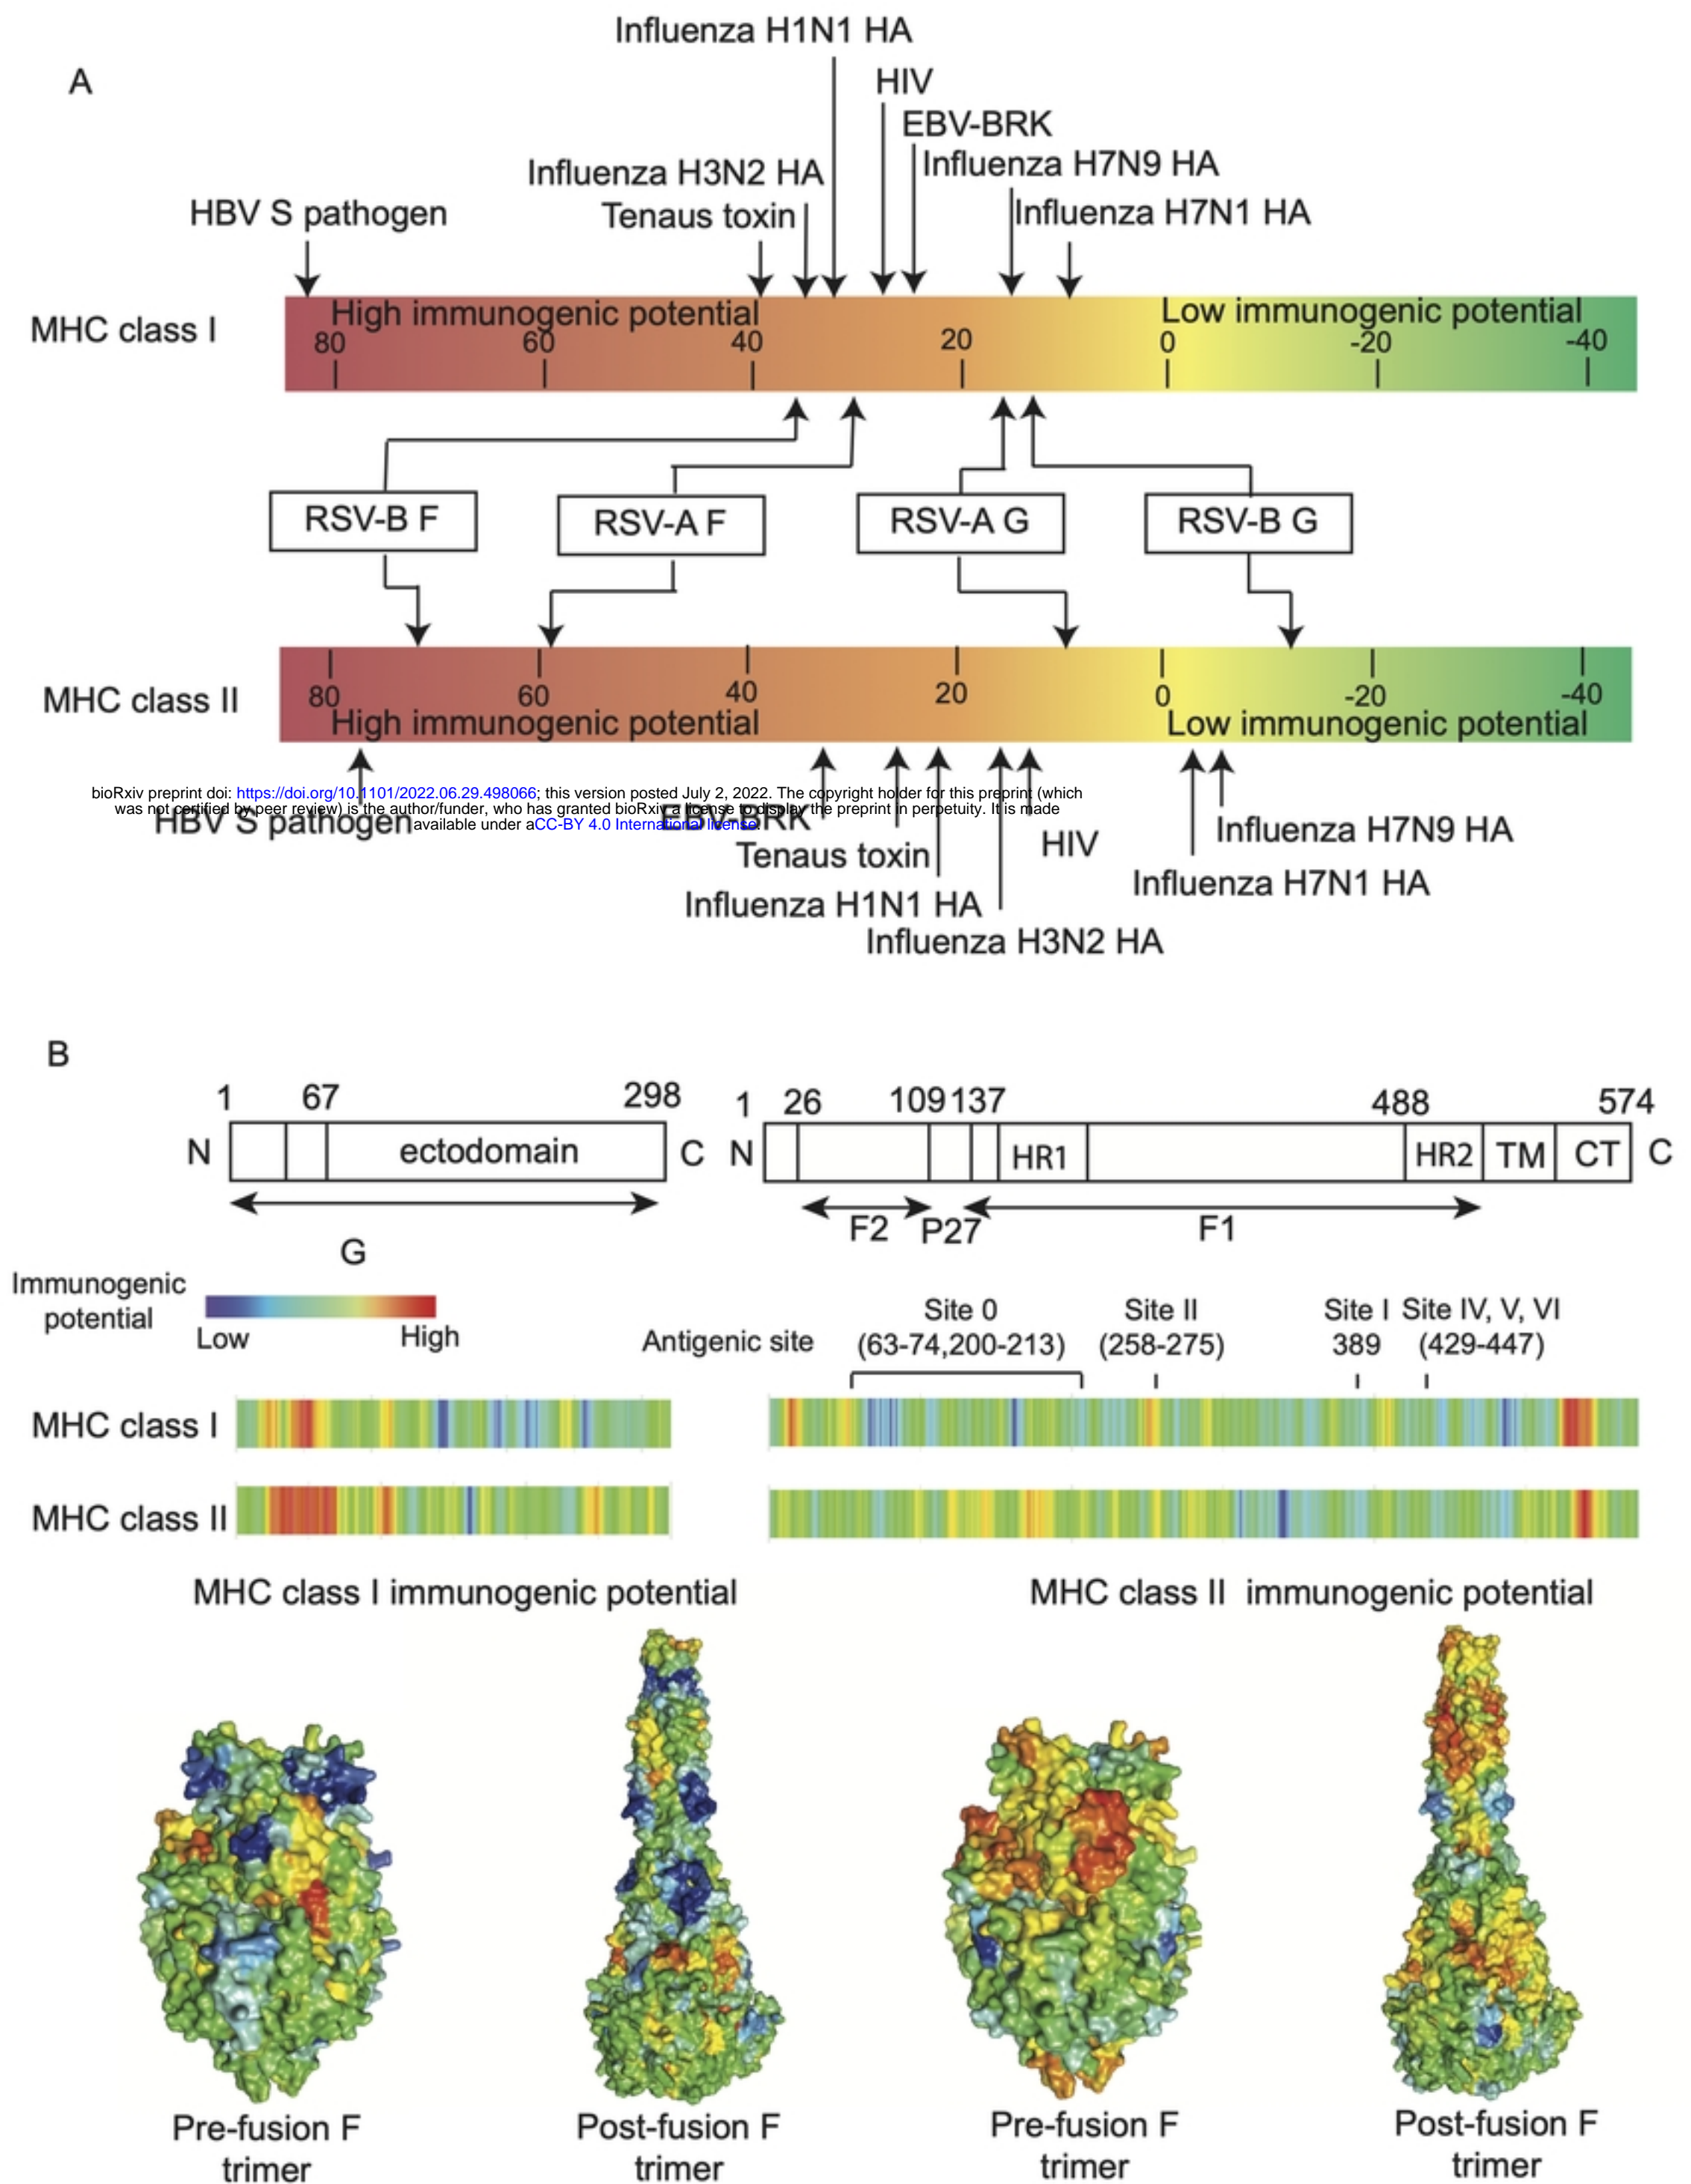 A
Influenza H1N1 HA
HIV
EBV-BRK
Influenza H3N2 HA
Influenza H7N9 HA
HBV S pathogen
Tenaus toxin
Influenza H7N1 HA
MHC class I
High immunogenic potential
Low immunogenic potential
80 60 40 20 0 -20 -40
RSV-B F
RSV-A F
RSV-A G
RSV-B G
MHC class II
80 60 40 20 0 -20 -40
High immunogenic potential
Low immunogenic potential
bioRxiv preprint doi: https://doi.org/10.1101/2022.06.29.498066; this version posted July 2, 2022. The copyright holder for this preprint (which
was not certified by peer review) is the author/funder, who has granted bioRxiv a license to display the preprint in perpetuity. It is made
available under aCC-BY 4.0 International license.
HBV S pathogen
EBV-BRK
Tenaus toxin
HIV
Influenza H7N9 HA
Influenza H7N1 HA
Influenza H1N1 HA
Influenza H3N2 HA
B
1 67 298
N ectodomain C
G
1 26 109 137 488 574
N HR1 HR2 TM CT C
F2 P27 F1
Immunogenic
potential
Low High
Antigenic site
Site 0
(63-74,200-213)
Site II
(258-275)
Site I
389
Site IV, V, VI
(429-447)
MHC class I
MHC class II
MHC class I immunogenic potential
MHC class II immunogenic potential
Pre-fusion F
trimer
Post-fusion F
trimer
Pre-fusion F
trimer
Post-fusion F
trimer